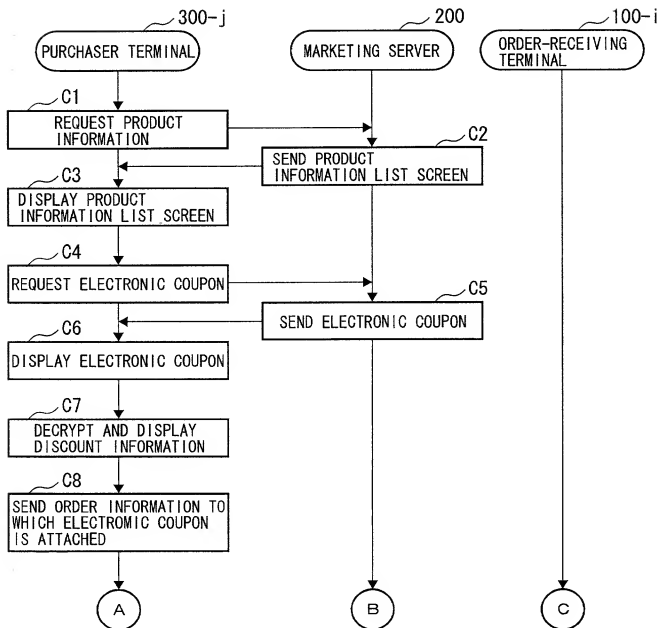 300-j
200
100-i
PURCHASER TERMINAL
MARKETING SERVER
ORDER-RECEIVING
TERMINAL
C1
REQUEST PRODUCT
INFORMATION
C2
SEND PRODUCT
INFORMATION LIST SCREEN
C3
DISPLAY PRODUCT
INFORMATION LIST SCREEN
C4
REQUEST ELECTRONIC COUPON
C5
SEND ELECTRONIC COUPON
C6
DISPLAY ELECTRONIC COUPON
C7
DECRYPT AND DISPLAY
DISCOUNT INFORMATION
C8
SEND ORDER INFORMATION TO
WHICH ELECTROMIC COUPON
IS ATTACHED
A
B
C